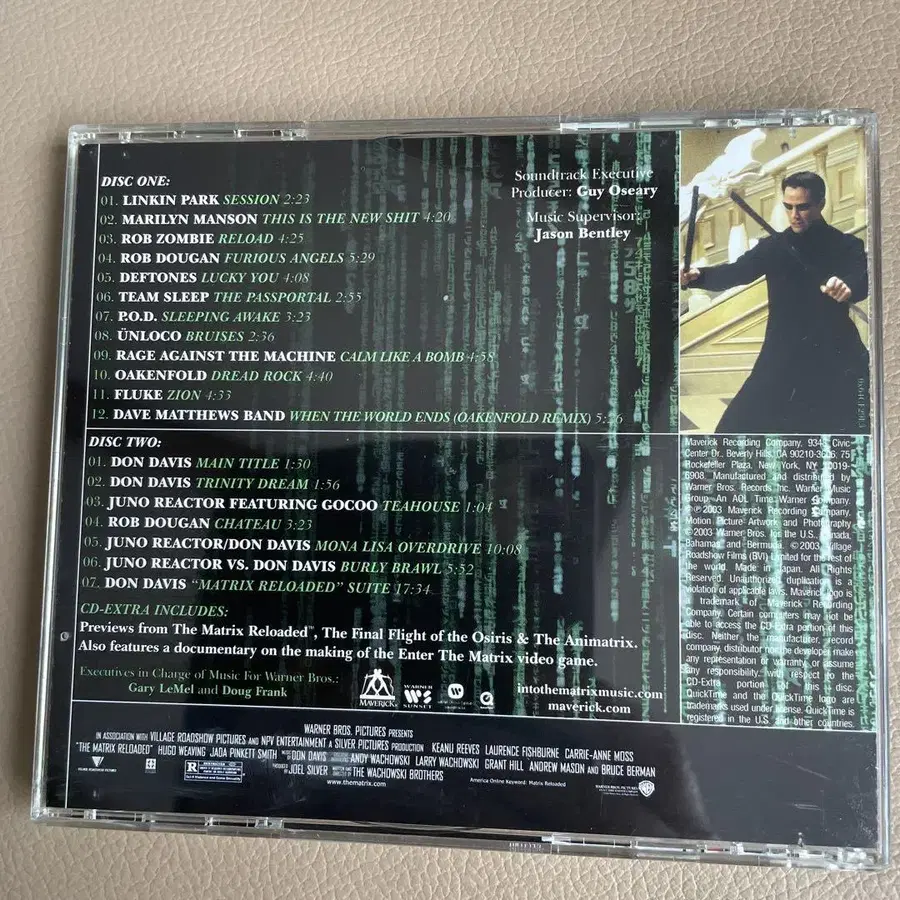 DISC ONE:
01. LINKIN PARK SESSION 2:23
02. MARILYN MANSON THIS IS THE NEW SHIT 4:20
03. ROB ZOMBIE RELOAD 4:25
04. ROB DOUGAN FURIOUS ANGELS 5:29
05. DEFTONES LUCKY YOU 4:08
06. TEAM SLEEP THE PASSPORTAL 2:55
07. P.O.D. SLEEPING AWAKE 3:23
08. ÜNLOCO BRUISES 2:36
09. RAGE AGAINST THE MACHINE CALM LIKE A BOMB 4:58
10. OAKENFOLD DREAD ROCK 4:40
11. FLUKE ZION 4:33
12. DAVE MATTHEWS BAND WHEN THE WORLD ENDS (OAKENFOLD REMIX) 5:26
Soundtrack Executive
Producer: Guy Oseary
Music Supervisor:
Jason Bentley
DISC TWO:
01. DON DAVIS MAIN TITLE 1:30
02. DON DAVIS TRINITY DREAM 1:56
03. JUNO REACTOR FEATURING GOCOO TEAHOUSE 1:04
04. ROB DOUGAN CHATEAU 3:23
05. JUNO REACTOR/DON DAVIS MONA LISA OVERDRIVE 10:08
06. JUNO REACTOR VS. DON DAVIS BURLY BRAWL 5:52
07. DON DAVIS "MATRIX RELOADED" SUITE 17:34
CD-EXTRA INCLUDES:
Previews from The Matrix Reloaded™, The Final Flight of the Osiris & The Animatrix.
Also features a documentary on the making of the Enter The Matrix video game.
Executives in Charge of Music For Warner Bros.:
Gary LeMel and Doug Frank
MAVERICK
WARNER
SUNSET
intothematrixmusic.com
maverick.com
Maverick Recording Company, 9348 Civic
Center Dr., Beverly Hills, CA 90210-3606; 75
Rockefeller Plaza, New York, NY 10019-
6908. Manufactured and distributed by
Warner Bros. Records Inc. Warner Music
Group, An AOL Time Warner Company.
℗ © 2003 Maverick Recording Company.
Motion Picture Artwork and Photography
© 2003 Warner Bros. for the U.S., Canada,
Bahamas and Bermuda. © 2003 Village
Roadshow Films (BVI) Limited for the rest of
the world. Made in Japan. All Rights
Reserved. Unauthorized duplication is a
violation of applicable laws. Maverick logo is
a trademark of Maverick Recording
Company. Certain computers may not be
able to access the CD-Extra portion of this
disc. Neither the manufacturer, record
company, distributor nor the developer make
any representation or warranty, or assume
any responsibility, with respect to the
CD-Extra portion of this disc.
QuickTime and the QuickTime logo are
trademarks used under license. QuickTime is
registered in the U.S. and other countries.
WARNER BROS. PICTURES PRESENTS
IN ASSOCIATION WITH VILLAGE ROADSHOW PICTURES AND NPV ENTERTAINMENT A SILVER PICTURES PRODUCTION KEANU REEVES LAURENCE FISHBURNE CARRIE-ANNE MOSS
"THE MATRIX RELOADED" HUGO WEAVING JADA PINKETT SMITH MUSIC BY DON DAVIS ANDY WACHOWSKI LARRY WACHOWSKI GRANT HILL ANDREW MASON AND BRUCE BERMAN
PRODUCED BY JOEL SILVER WRITTEN AND DIRECTED BY THE WACHOWSKI BROTHERS
www.thematrix.com
America Online Keyword: Matrix Reloaded
VILLAGE ROADSHOW PICTURES
R RESTRICTED
WB